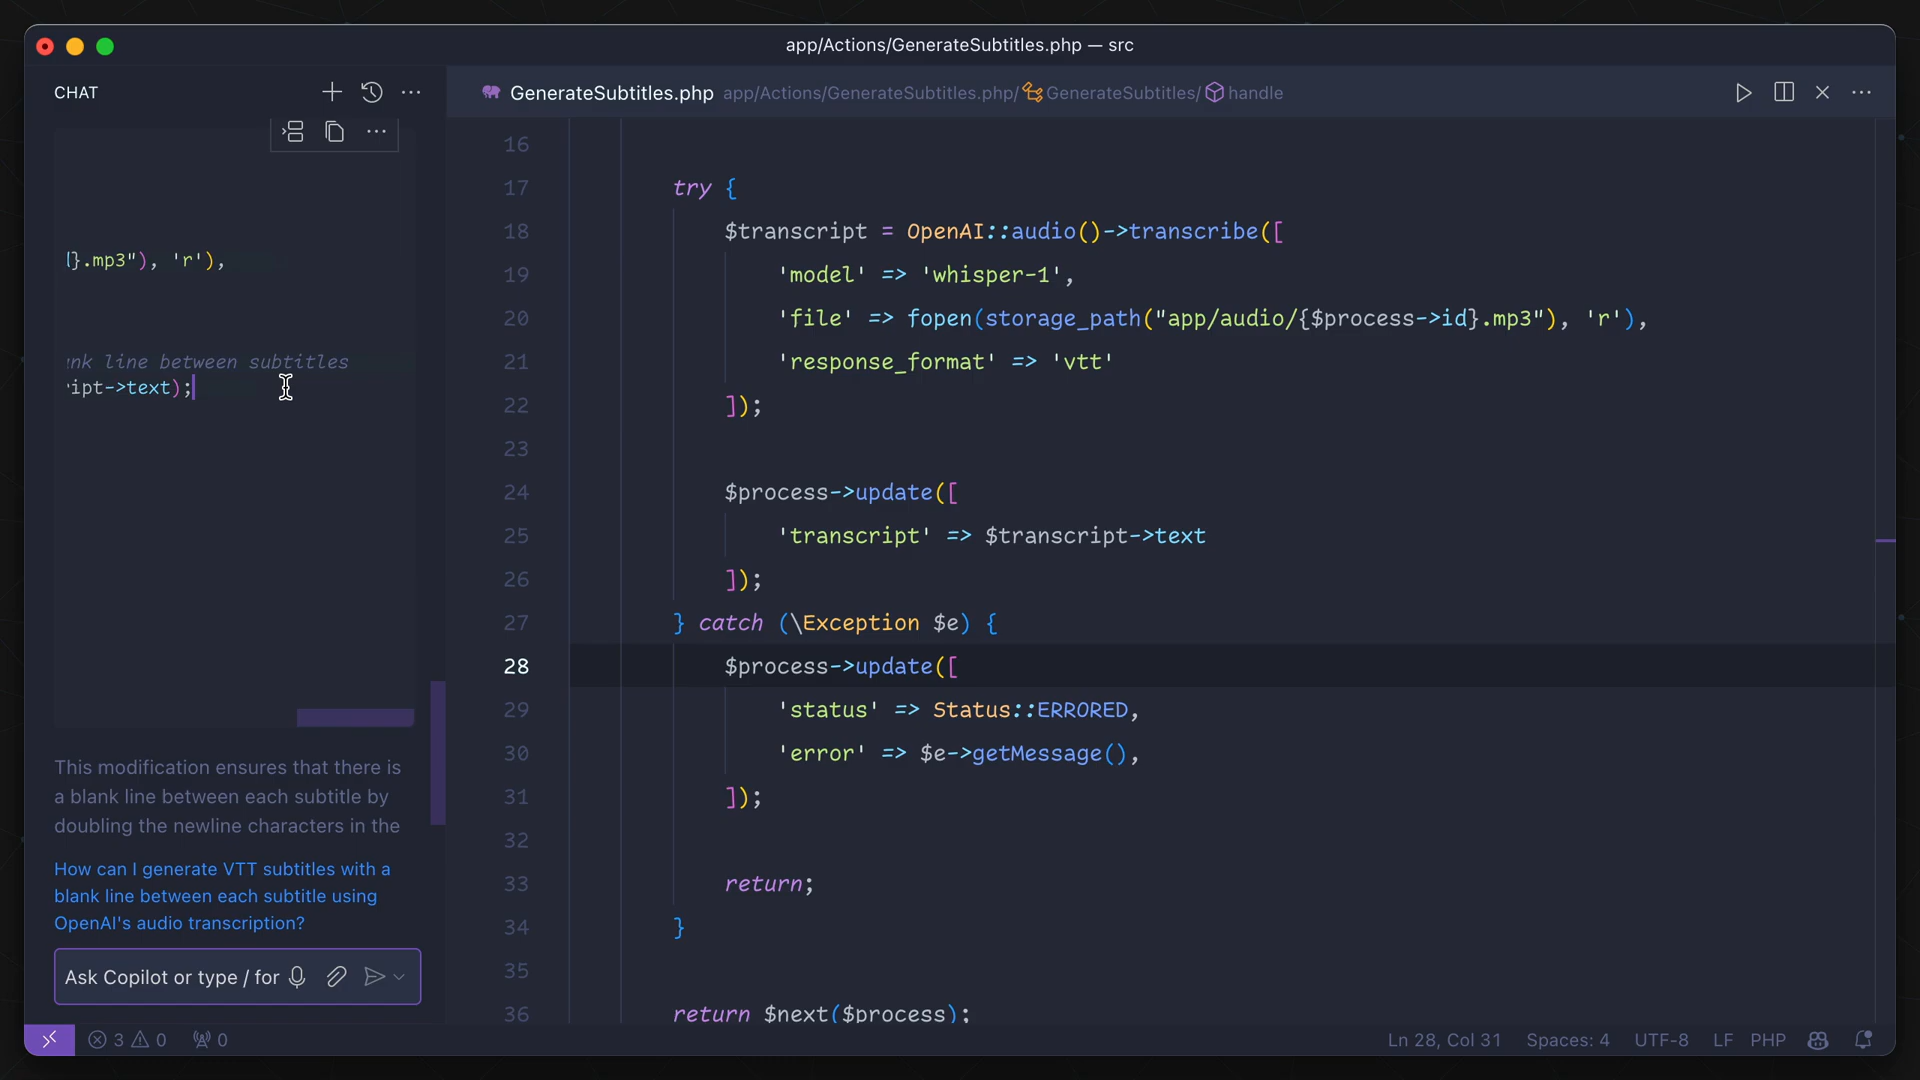 app/Actions/GenerateSubtitles.php — src
CHAT
}.mp3"), 'r'),
nk line between subtitles
ript->text);
This modification ensures that there is
a blank line between each subtitle by
doubling the newline characters in the
How can I generate VTT subtitles with a
blank line between each subtitle using
OpenAI's audio transcription?
Ask Copilot or type / for
GenerateSubtitles.php app/Actions/GenerateSubtitles.php/ GenerateSubtitles/ handle
16
17 try {
18 $transcript = OpenAI::audio()->transcribe([
19 'model' => 'whisper-1',
20 'file' => fopen(storage_path("app/audio/{$process->id}.mp3"), 'r'),
21 'response_format' => 'vtt'
22 ]);
23
24 $process->update([
25 'transcript' => $transcript->text
26 ]);
27 } catch (\Exception $e) {
28 $process->update([
29 'status' => Status::ERRORED,
30 'error' => $e->getMessage(),
31 ]);
32
33 return;
34 }
35
36 return $next($process);
3 0 0
Ln 28, Col 31 Spaces: 4 UTF-8 LF PHP